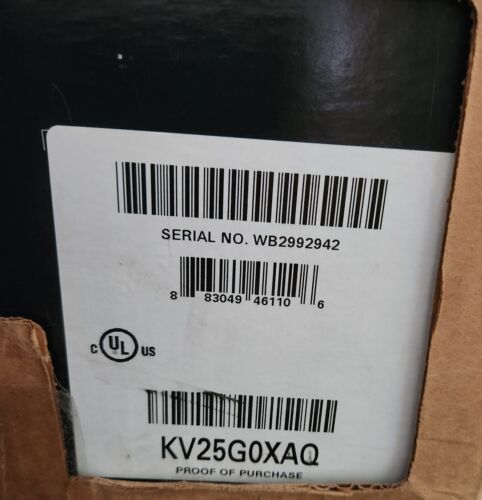 SERIAL NO. WB2992942
8 83049 46110 6
C UL US
KV25G0XAQ
PROOF OF PURCHASE